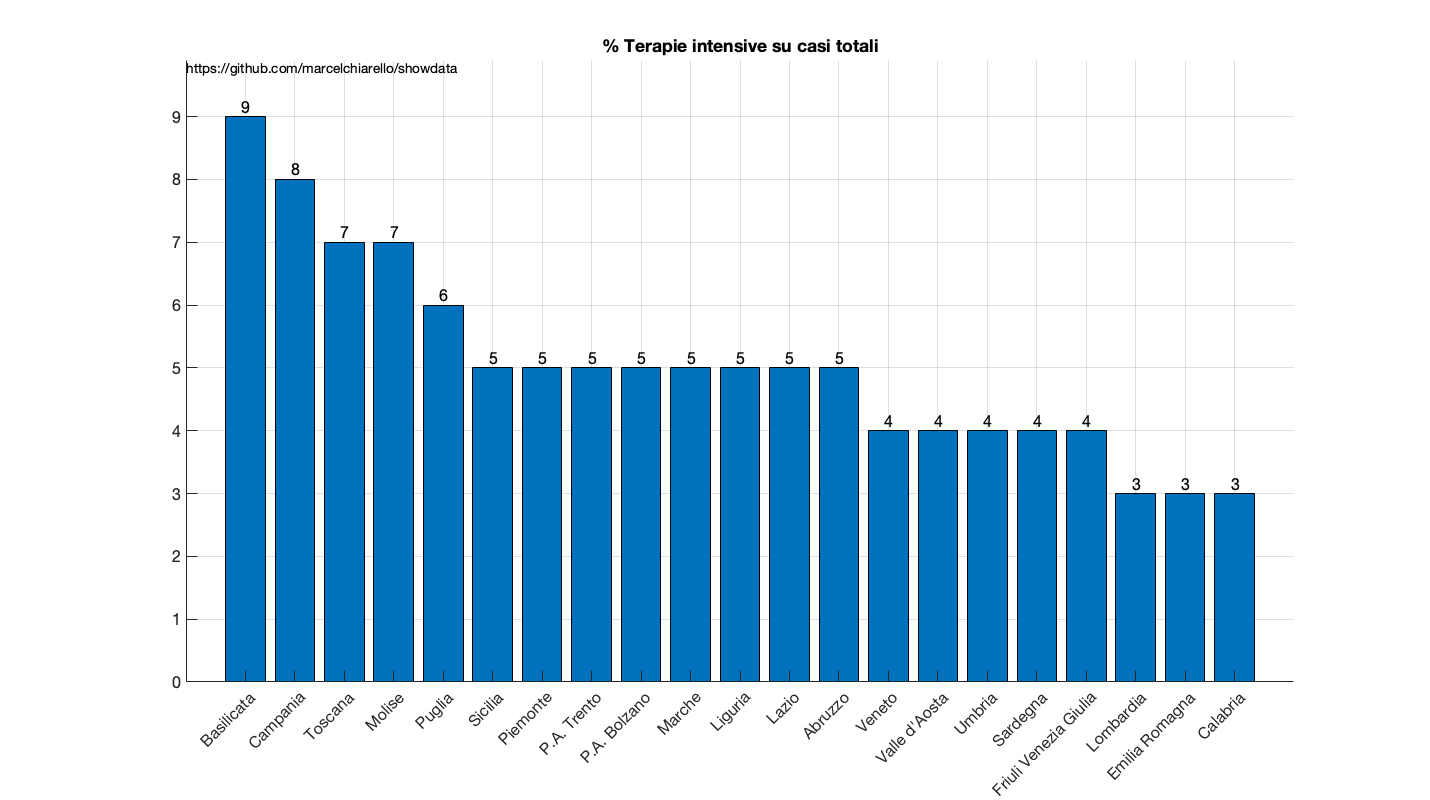 % Terapie intensive su casi totali
https://github.com/marcelchiarello/showdata
9
8
7
7
6
5
5
5
5
5
5
5
5
4
4
4
4
4
3
3
3
9
8
7
6
5
4
3
2
1
0
Basilicata
Campania
Toscana
Molise
Puglia
Sicilia
Piemonte
P.A. Trento
P.A. Bolzano
Marche
Liguria
Lazio
Abruzzo
Veneto
Valle d'Aosta
Umbria
Sardegna
Friuli Venezia Giulia
Lombardia
Emilia Romagna
Calabria